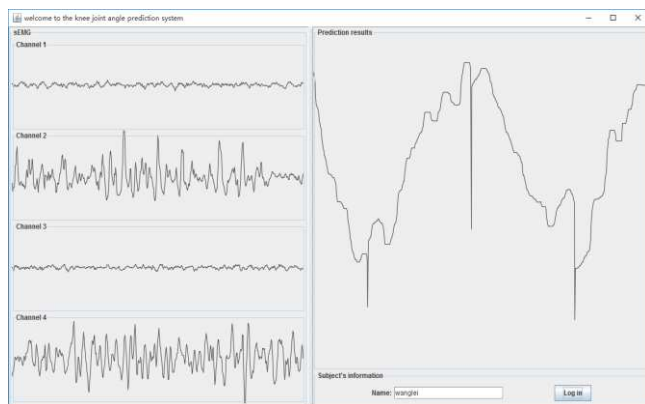 welcome to the knee joint angle prediction system
sEMG
Channel 1
Channel 2
Channel 3
Channel 4
Prediction results
Subject's information
Name: wanglei
Log in